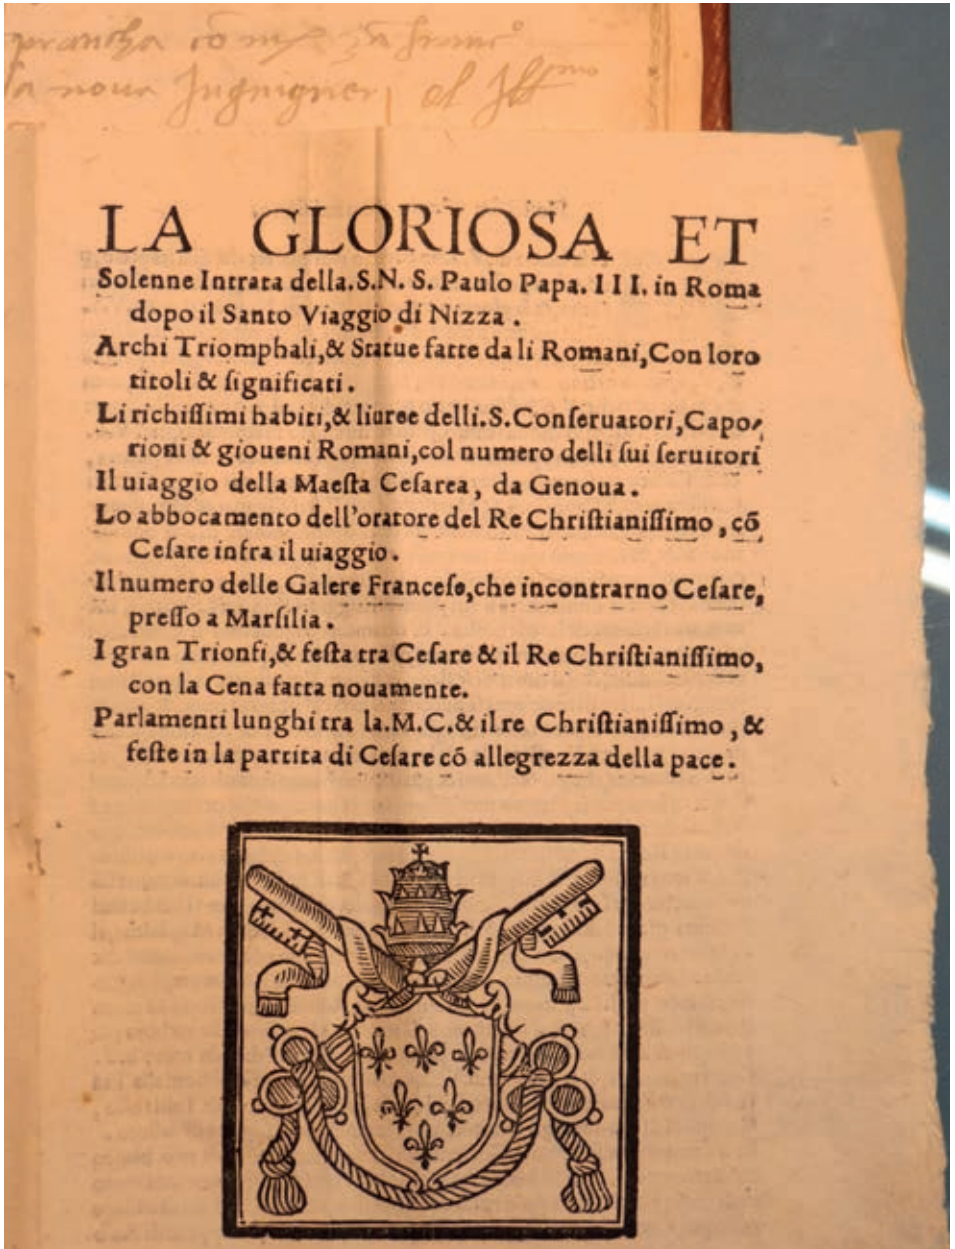 la nova Jngnigner
LA GLORIOSA ET
Solenne Intrata della.S.N. S. Paulo Papa. III. in Roma
dopo il Santo Viaggio di Nizza.
Archi Triomphali,& Statue fatte da li Romani,Con loro
titoli & ſignificati.
Li richiſſimi habiti,& liuree delli.S.Conſeruatori,Capo-
rioni & gioueni Romani,col numero delli ſui ſeruitori
Il uiaggio della Maeſta Ceſarea, da Genoua.
Lo abbocamento dell'oratore del Re Chriſtianiſſimo, cõ
Ceſare infra il uiaggio.
Il numero delle Galere Franceſe,che incontrarno Ceſare,
preſſo a Marſilia.
I gran Trionfi,& feſta tra Ceſare & il Re Chriſtianiſſimo,
con la Cena fatta nouamente.
Parlamenti lunghi tra la.M.C.& il re Chriſtianiſſimo, &
feſte in la partita di Ceſare cõ allegrezza della pace.